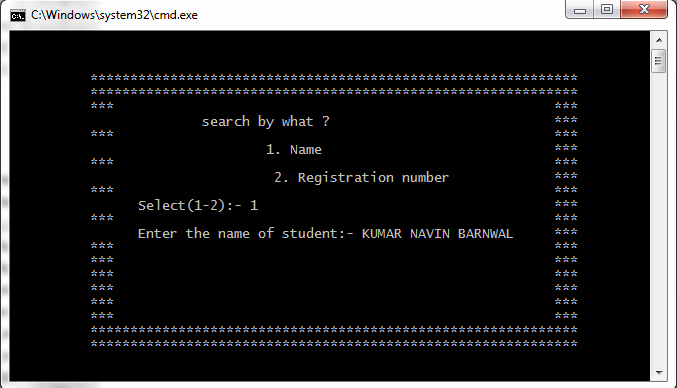 C:\Windows\system32\cmd.exe
*************************************************************
*************************************************************
*** ***
search by what ? ***
*** ***
1. Name ***
*** ***
2. Registration number ***
*** ***
Select(1-2):- 1 ***
*** ***
Enter the name of student:- KUMAR NAVIN BARNWAL ***
*** ***
*** ***
*** ***
*** ***
*** ***
*** ***
*************************************************************
*************************************************************